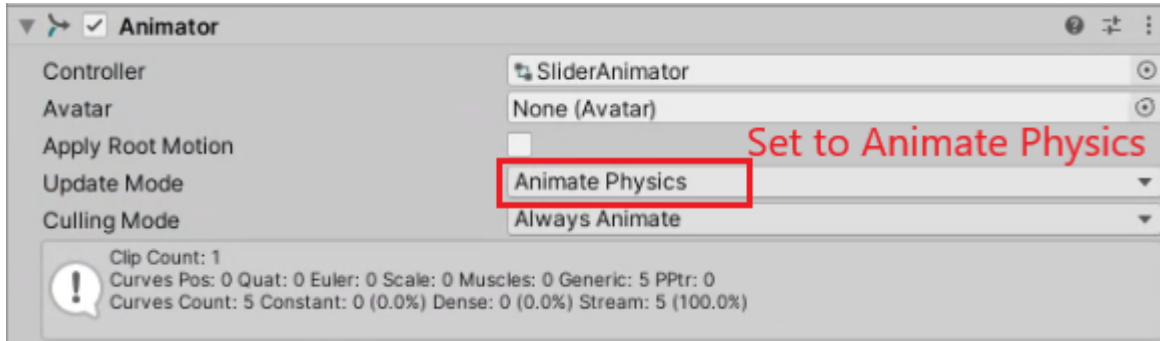 Animator
Controller SliderAnimator
Avatar None (Avatar)
Apply Root Motion Set to Animate Physics
Update Mode Animate Physics
Culling Mode Always Animate
Clip Count: 1
Curves Pos: 0 Quat: 0 Euler: 0 Scale: 0 Muscles: 0 Generic: 5 PPtr: 0
Curves Count: 5 Constant: 0 (0.0%) Dense: 0 (0.0%) Stream: 5 (100.0%)